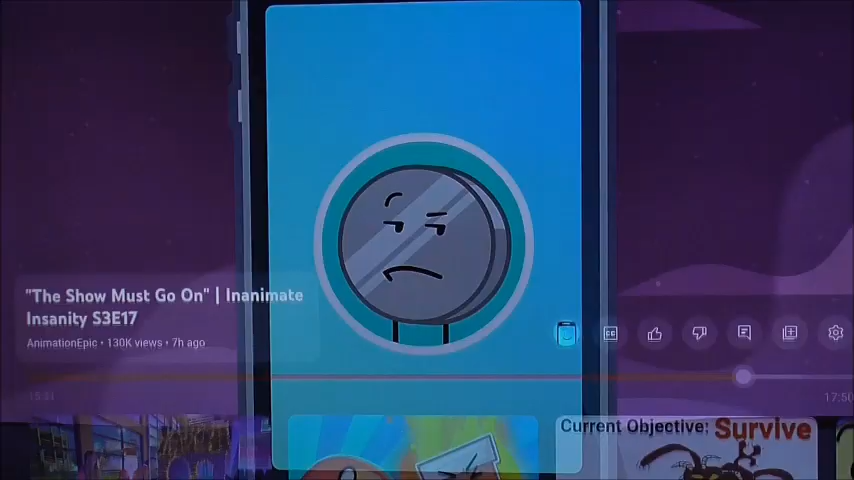 "The Show Must Go On" | Inanimate
Insanity S3E17
AnimationEpic • 130K views • 7h ago
CC
15:31
17:50
Current Objective: Survive